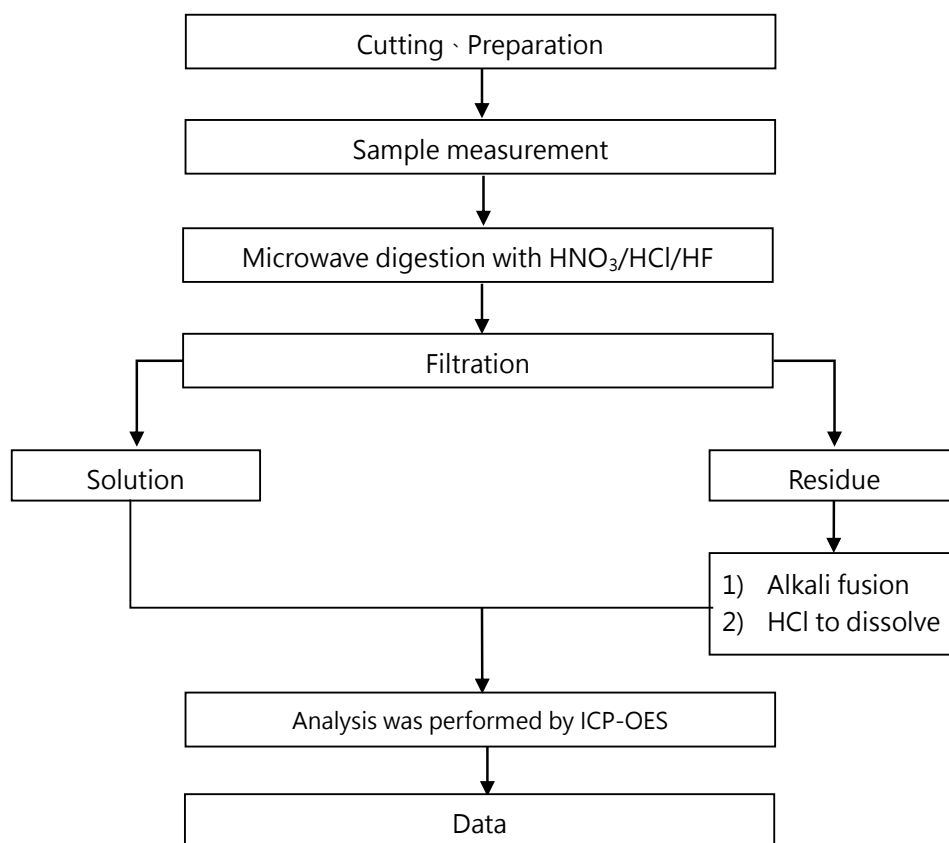 Cutting、Preparation
Sample measurement
Microwave digestion with HNO₃/HCl/HF
Filtration
Solution
Residue
1) Alkali fusion
2) HCl to dissolve
Analysis was performed by ICP-OES
Data